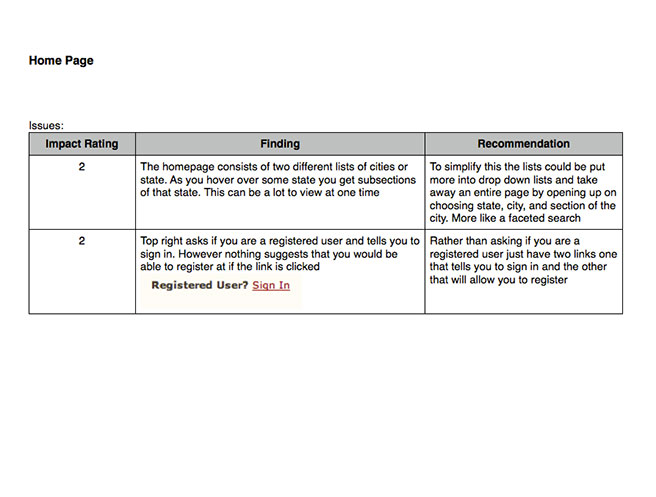 Home Page
Issues:
Impact Rating
Finding
Recommendation
2
The homepage consists of two different lists of cities or
state. As you hover over some state you get subsections
of that state. This can be a lot to view at one time
To simplify this the lists could be put
more into drop down lists and take
away an entire page by opening up on
choosing state, city, and section of the
city. More like a faceted search
2
Top right asks if you are a registered user and tells you to
sign in. However nothing suggests that you would be
able to register at if the link is clicked
Registered User? Sign In
Rather than asking if you are a
registered user just have two links one
that tells you to sign in and the other
that will allow you to register